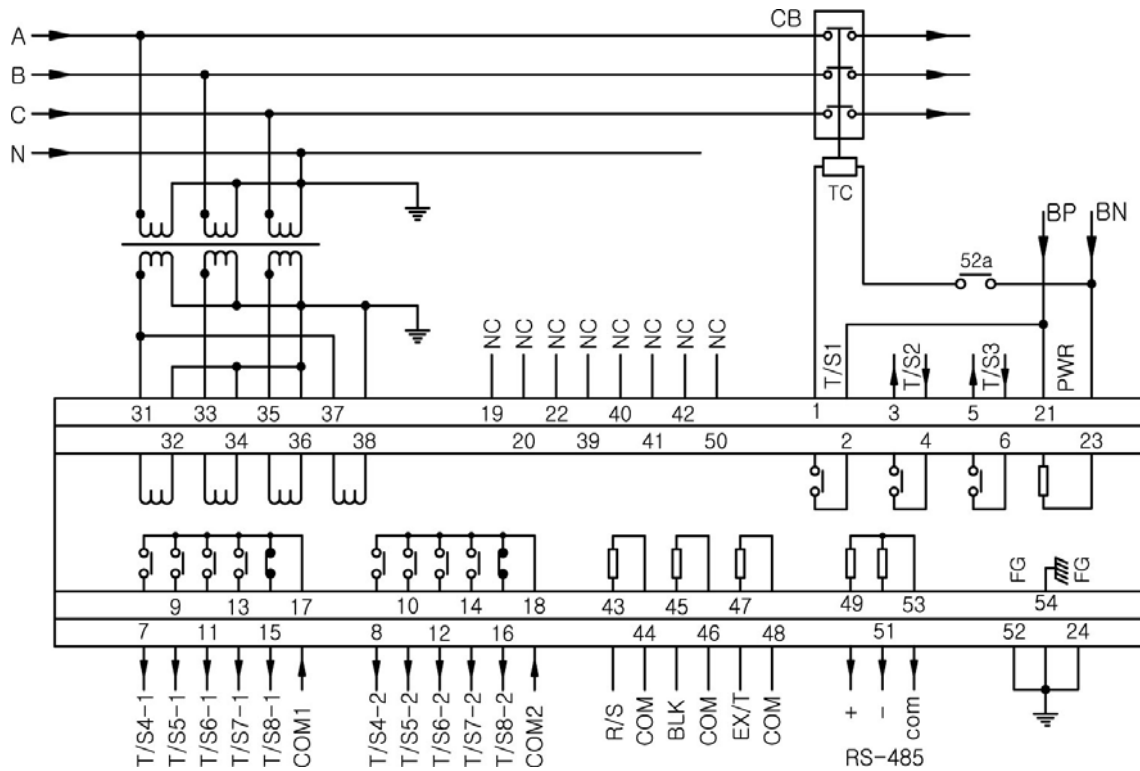 A
CB
B
C
N
TC
BP BN
52a
NC NC NC NC NC NC NC NC
T/S1 T/S2 T/S3 PWR
31 33 35 37 19 22 40 42 1 3 5 21
32 34 36 38 20 39 41 50 2 4 6 23
FG FG
9 13 17 10 14 18 43 45 47 49 53 54
7 11 15 8 12 16 44 46 48 51 52 24
T/S4-1 T/S5-1 T/S6-1 T/S7-1 T/S8-1 COM1 T/S4-2 T/S5-2 T/S6-2 T/S7-2 T/S8-2 COM2 R/S COM BLK COM EX/T COM + - com
RS-485